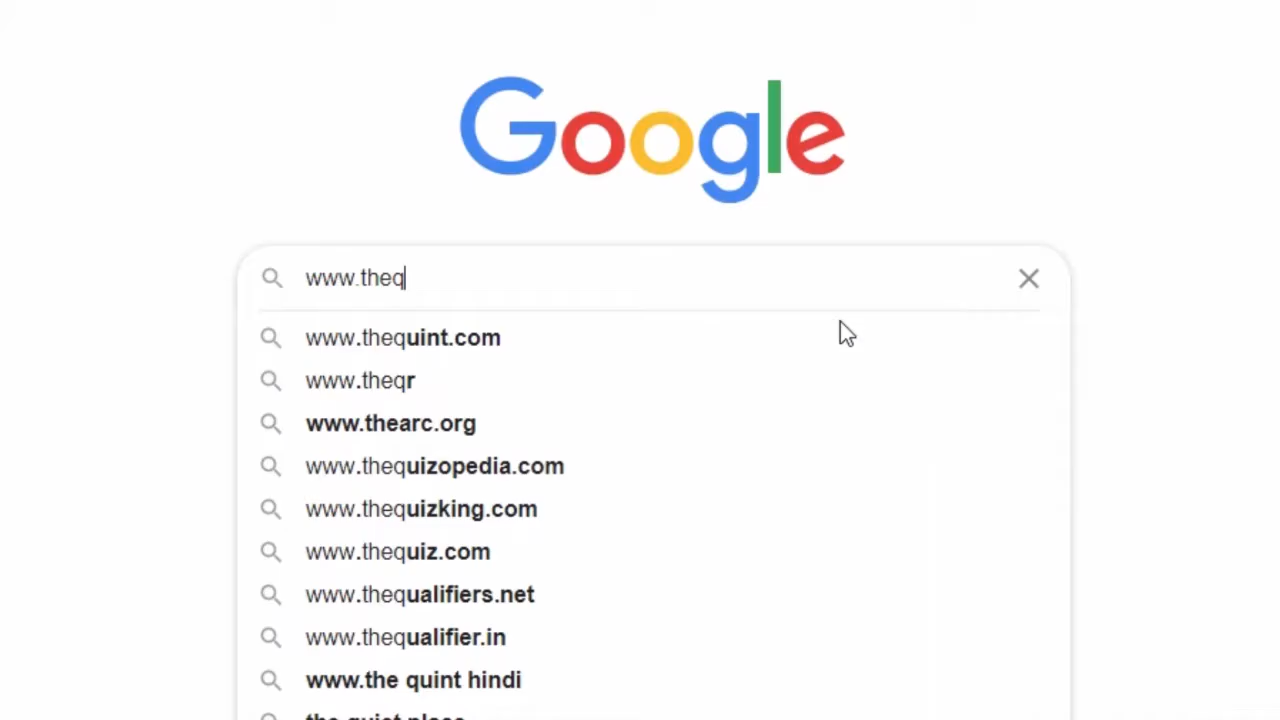 Google
www.theq
www.thequint.com
www.theqr
www.thearc.org
www.thequizopedia.com
www.thequizking.com
www.thequiz.com
www.thequalifiers.net
www.thequalifier.in
www.the quint hindi
the quiet place